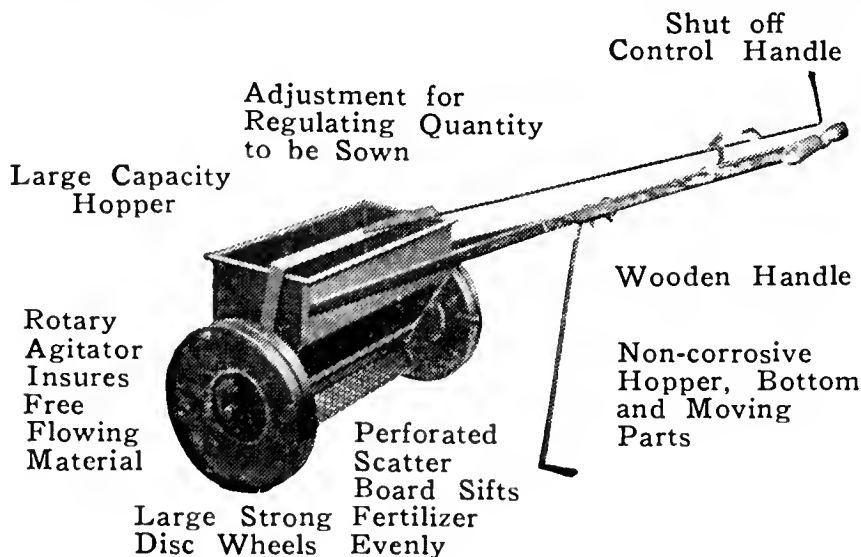 Shut off
Control Handle
Adjustment for
Regulating Quantity
to be Sown
Large Capacity
Hopper
Wooden Handle
Rotary
Agitator
Insures
Free
Flowing
Material
Non-corrosive
Hopper, Bottom
and Moving
Parts
Perforated
Scatter
Board Sifts
Fertilizer
Evenly
Large Strong
Disc Wheels